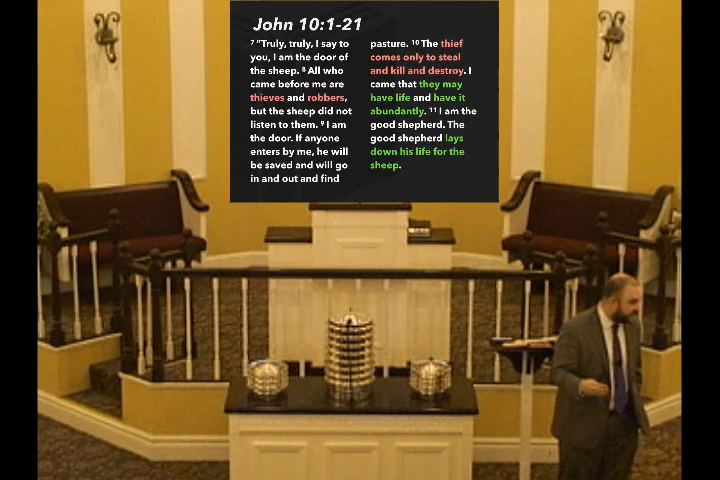 John 10:1-21
7 "Truly, truly, I say to
you, I am the door of
the sheep. 8 All who
came before me are
thieves and robbers,
but the sheep did not
listen to them. 9 I am
the door. If anyone
enters by me, he will
be saved and will go
in and out and find
pasture. 10 The thief
comes only to steal
and kill and destroy. I
came that they may
have life and have it
abundantly. 11 I am the
good shepherd. The
good shepherd lays
down his life for the
sheep.